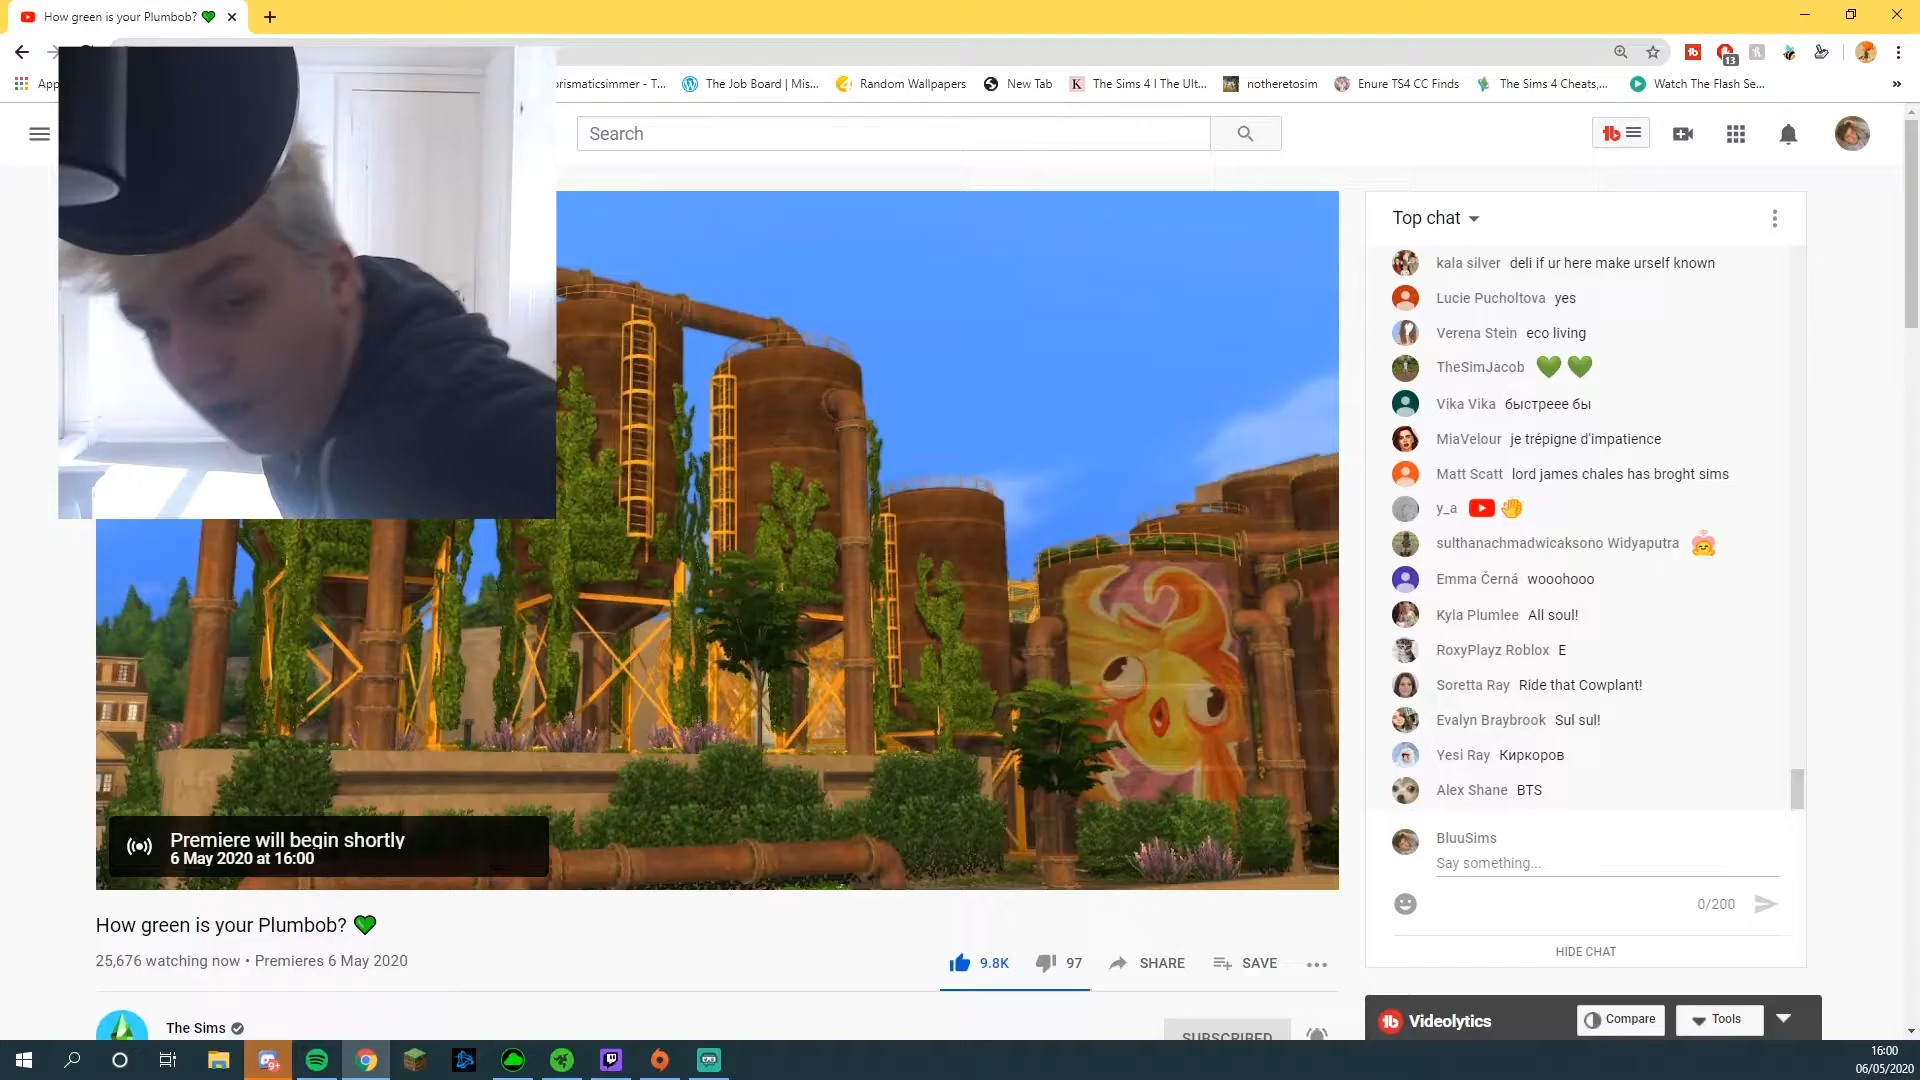 How green is your Plumbob? 💚
App
orismaticsimmer - T...
The Job Board | Mis...
Random Wallpapers
New Tab
The Sims 4 I The Ult...
notheretosim
Enure TS4 CC Finds
The Sims 4 Cheats,...
Watch The Flash Se...
13
Search
Top chat
kala silver deli if ur here make urself known
Lucie Pucholtova yes
Verena Stein eco living
TheSimJacob 💚 💚
Vika Vika быстреее бы
MiaVelour je trépigne d'impatience
Matt Scatt lord james chales has broght sims
y_a
sulthanachmadwicaksono Widyaputra
Emma Černá wooohooo
Kyla Plumlee All soul!
RoxyPlayz Roblox E
Soretta Ray Ride that Cowplant!
Evalyn Braybrook Sul sul!
Yesi Ray Киркоров
Alex Shane BTS
BluuSims
Say something...
0/200
HIDE CHAT
Premiere will begin shortly
6 May 2020 at 16:00
How green is your Plumbob? 💚
25,676 watching now • Premieres 6 May 2020
9.8K 97 SHARE SAVE
The Sims
SUBSCRIBED
Videolytics
Compare
Tools
9+
16:00
06/05/2020